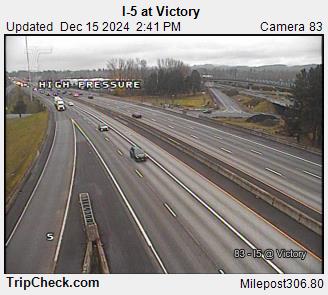 I-5 at Victory
Updated Dec 15 2024 2:41 PM Camera 83
HIGH PRESSURE
S
83 - I5 @ Victory
TripCheck.com Milepost306.80